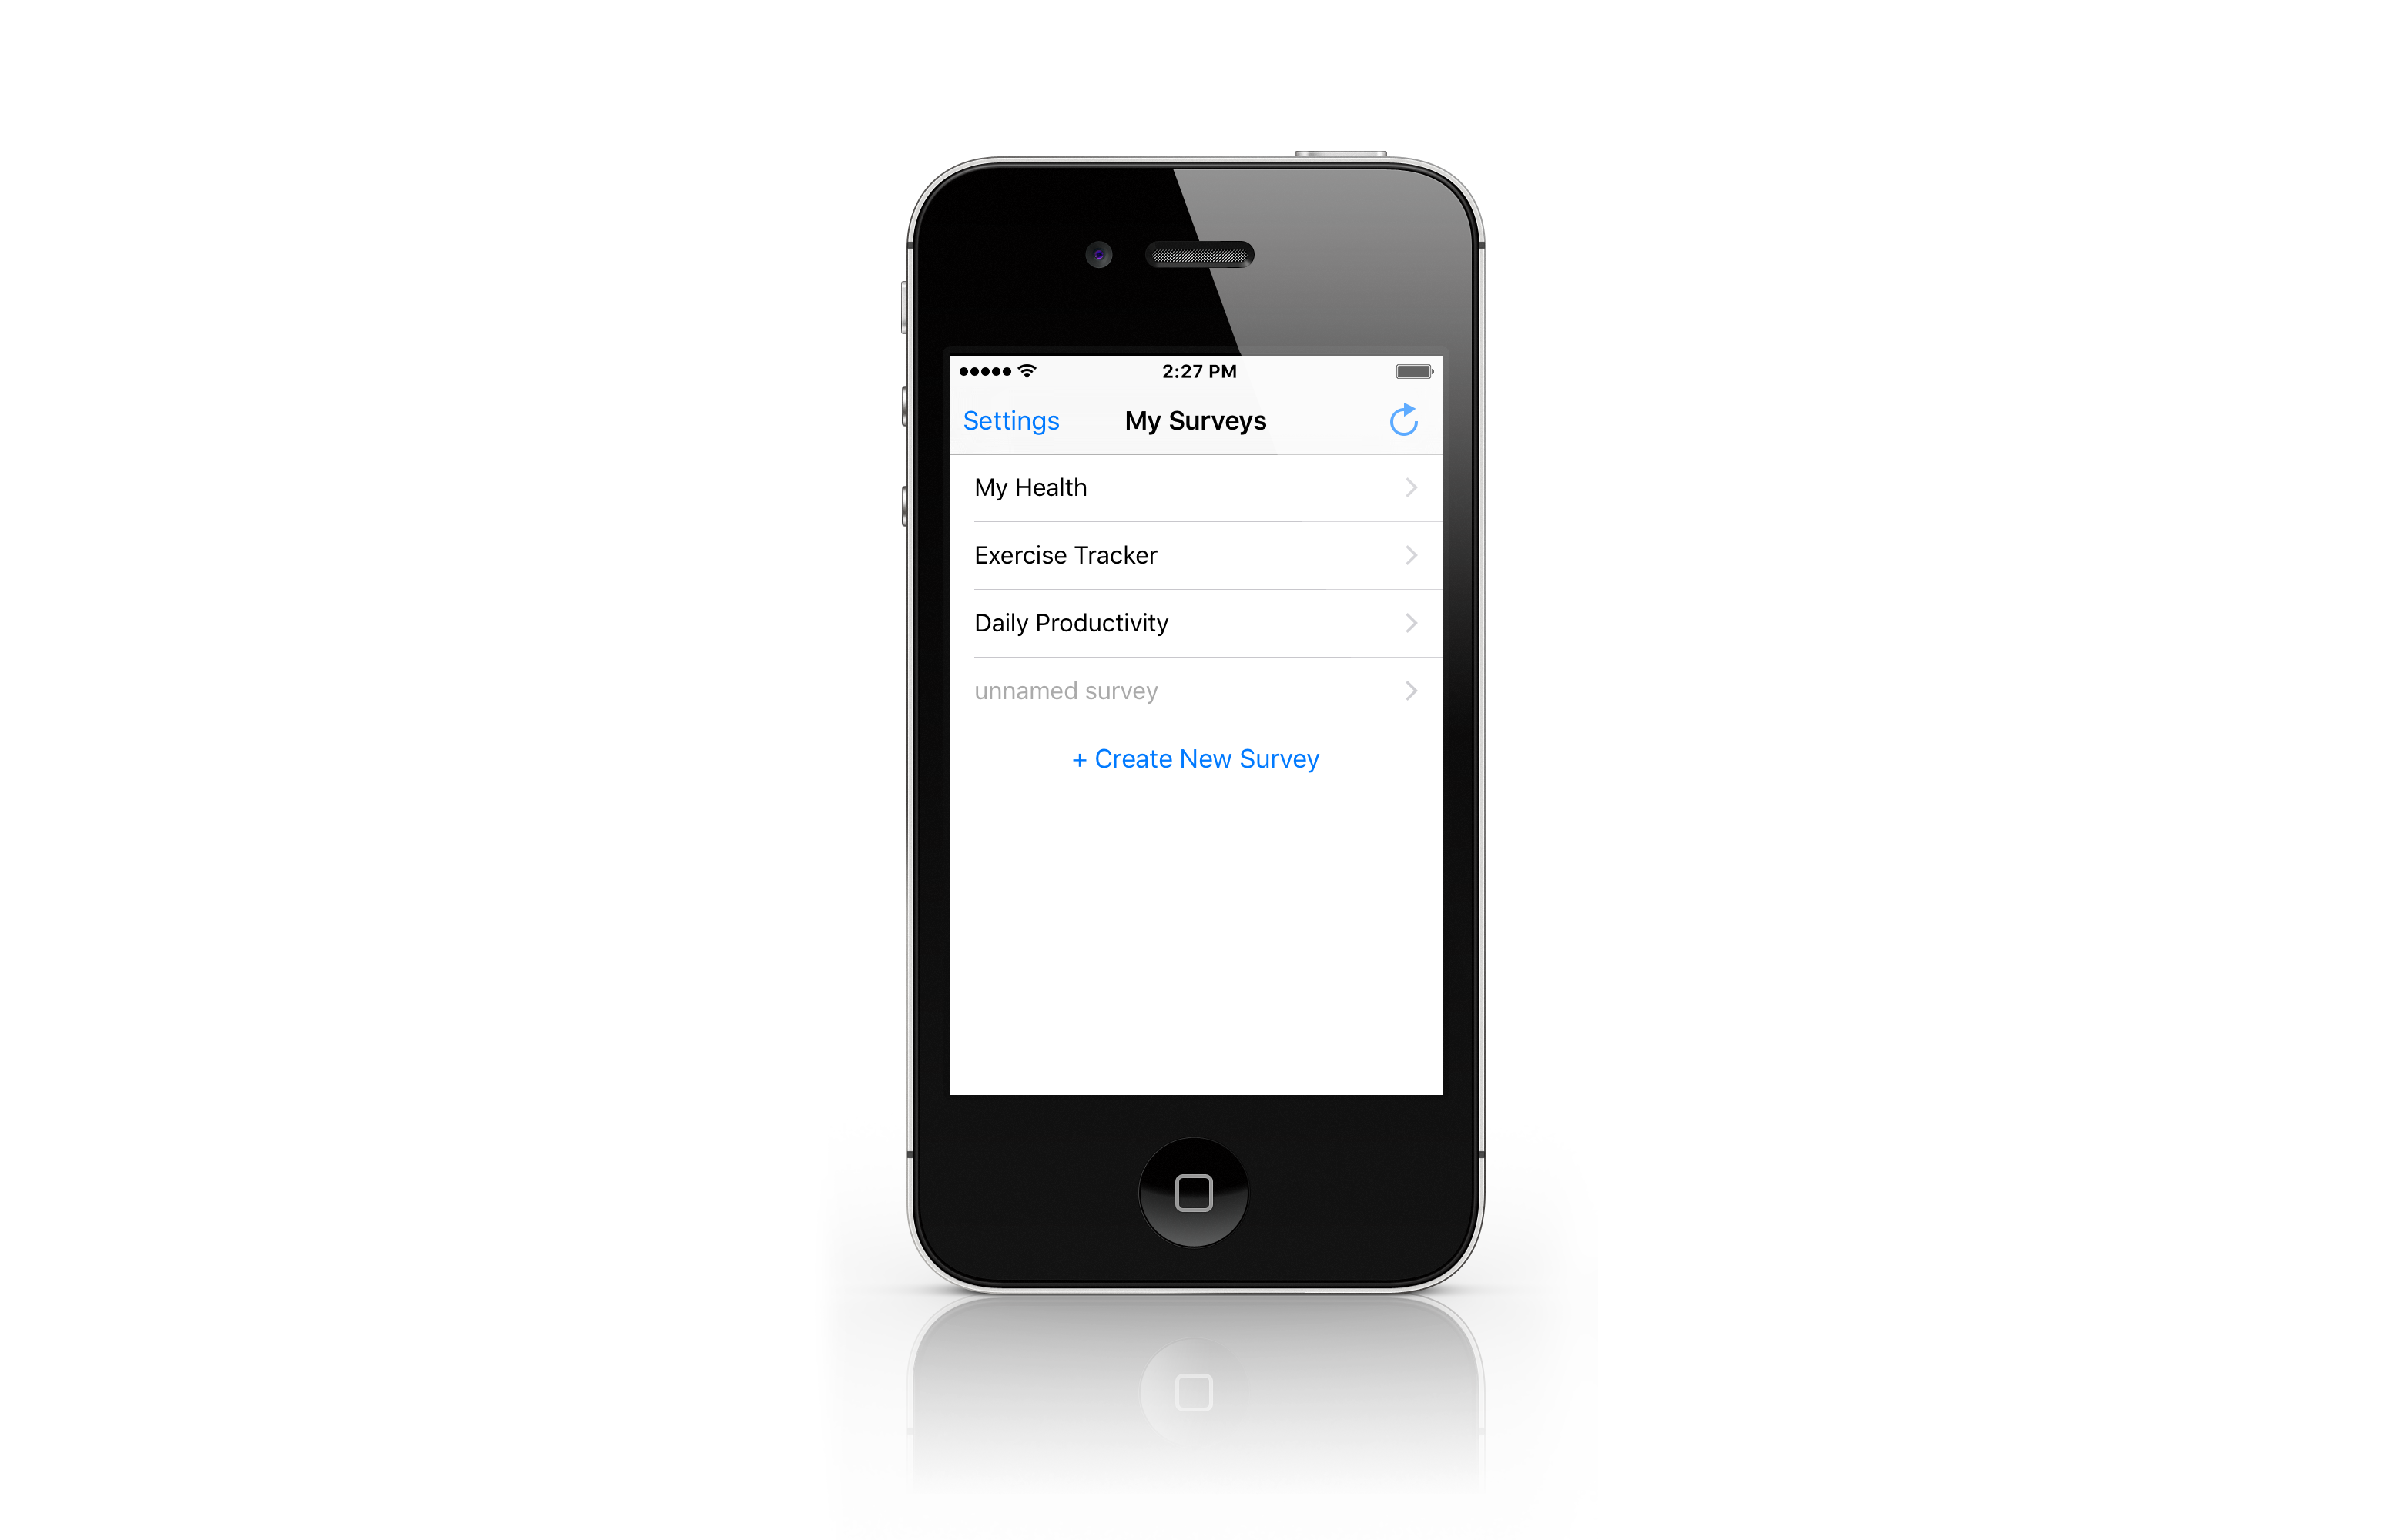 2:27 PM
Settings My Surveys
My Health
Exercise Tracker
Daily Productivity
unnamed survey
+ Create New Survey